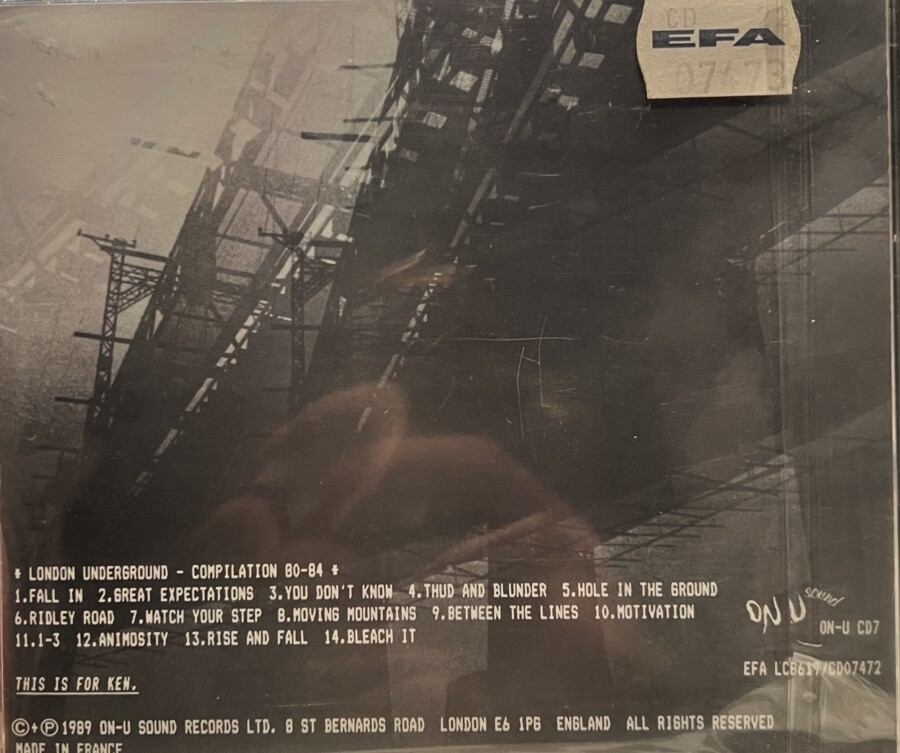 CD
EFA
* LONDON UNDERGROUND - COMPILATION 80-84 *
1.FALL IN 2.GREAT EXPECTATIONS 3.YOU DON'T KNOW 4.THUD AND BLUNDER 5.HOLE IN THE GROUND
6.RIDLEY ROAD 7.WATCH YOUR STEP 8.MOVING MOUNTAINS 9.BETWEEN THE LINES 10.MOTIVATION
11.1-3 12.ANIMOSITY 13.RISE AND FALL 14.BLEACH IT
ON U sound
ON-U CD7
EFA LC8619/CD07472
THIS IS FOR KEN.
©+℗1989 ON-U SOUND RECORDS LTD. 8 ST BERNARDS ROAD LONDON E6 1PG ENGLAND ALL RIGHTS RESERVED
MADE IN FRANCE